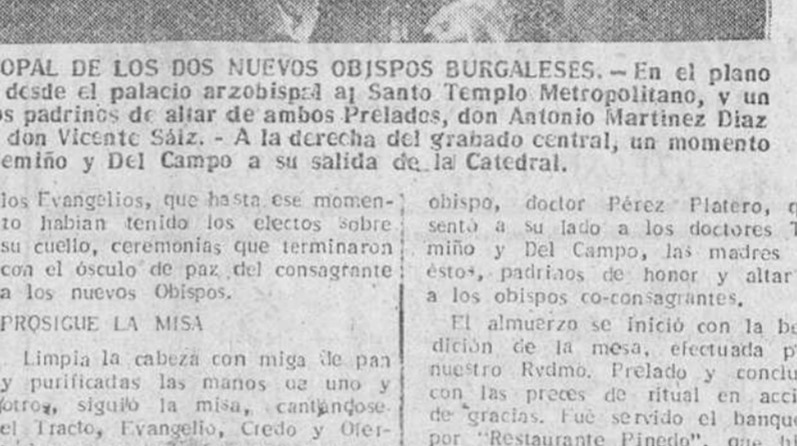 OPAL DE LOS DOS NUEVOS OBISPOS BURGALESES. — En el plano
desde el palacio arzobispal al Santo Templo Metropolitano, y un
os padrinos de altar de ambos Prelados, don Antonio Martinez Diaz
don Vicente Sáiz. - A la derecha del grabado central, un momento
emiño y Del Campo a su salida de la Catedral.
los Evangelios, que hasta ese momen-
to habian tenido los electos sobre
su cuello, ceremonias que terminaron
con el ósculo de paz del consagrante
a los nuevos Obispos.
PROSIGUE LA MISA
Limpia la cabeza con miga de pan
y purificadas las manos de uno y
otros, siguió la misa, cantándose
el Tracto, Evangelio, Credo y Ofer-
obispo, doctor Pérez Platero, q
sentó a su lado a los doctores T
miño y Del Campo, las madres
éstos, padrinos de honor y altar
a los obispos co-consagrantes.
El almuerzo se inició con la be
dición de la mesa, efectuada p
nuestro Rvdmo. Prelado y conclu
con las preces de ritual en acci
de gracias. Fué servido el banque
por "Restaurante Pinedo"